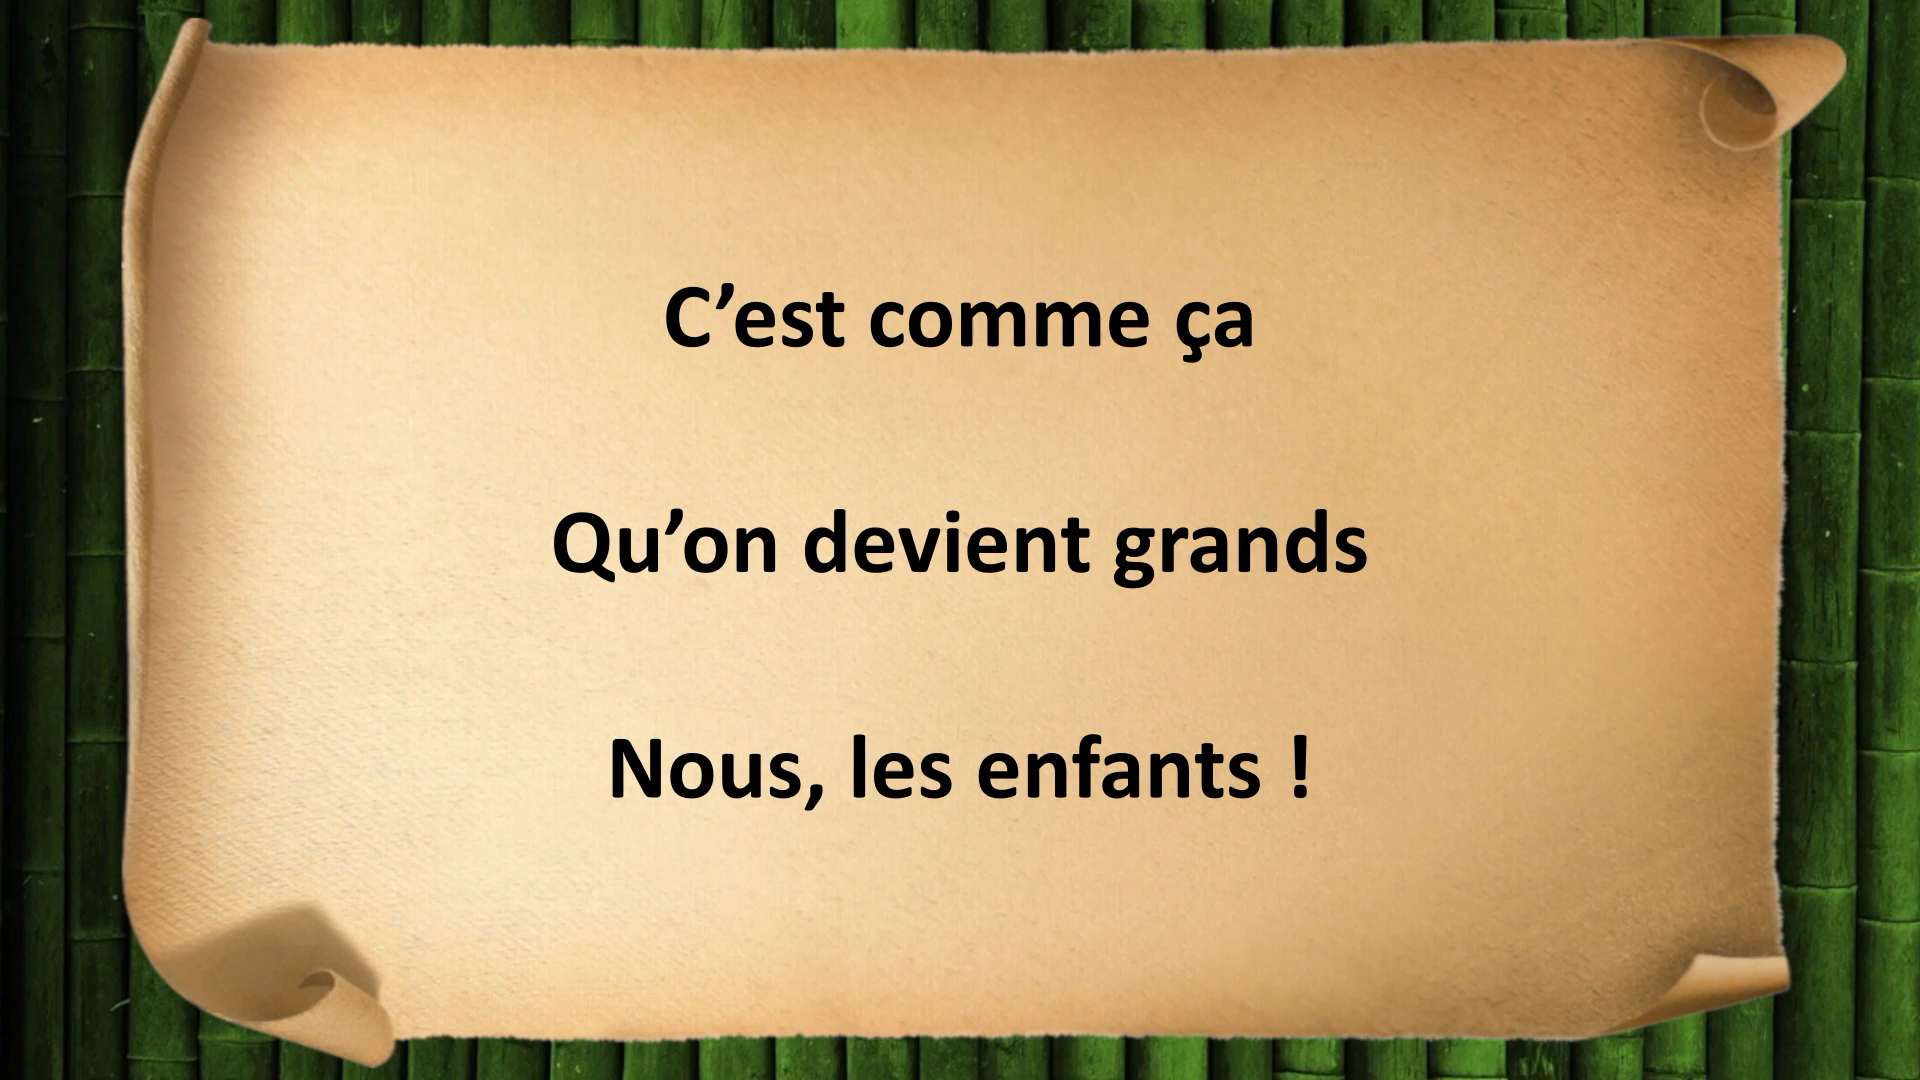 C’est comme ça
Qu’on devient grands
Nous, les enfants !